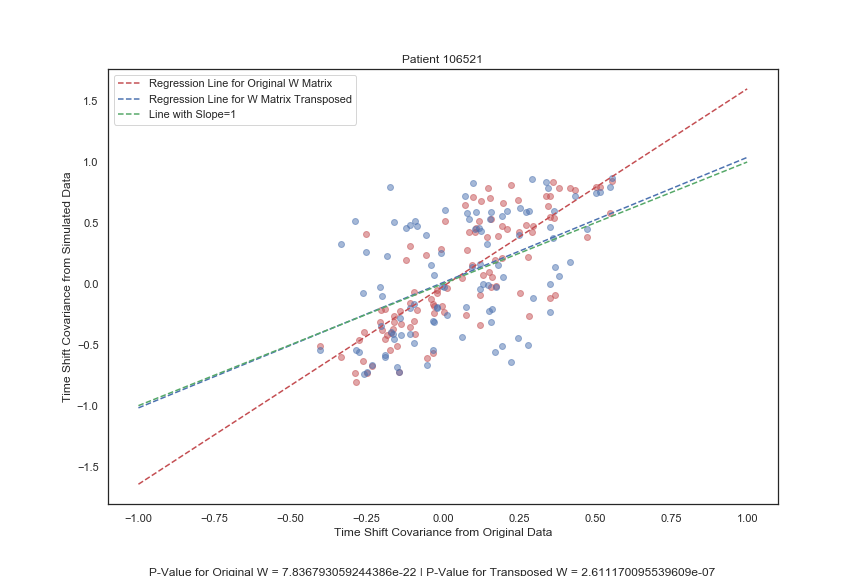 Patient 106521
Regression Line for Original W Matrix
Regression Line for W Matrix Transposed
Line with Slope=1
1.5
1.0
0.5
0.0
−0.5
−1.0
−1.5
Time Shift Covariance from Simulated Data
−1.00 −0.75 −0.50 −0.25 0.00 0.25 0.50 0.75 1.00
Time Shift Covariance from Original Data
P-Value for Original W = 7.836793059244386e-22 | P-Value for Transposed W = 2.611170095539609e-07